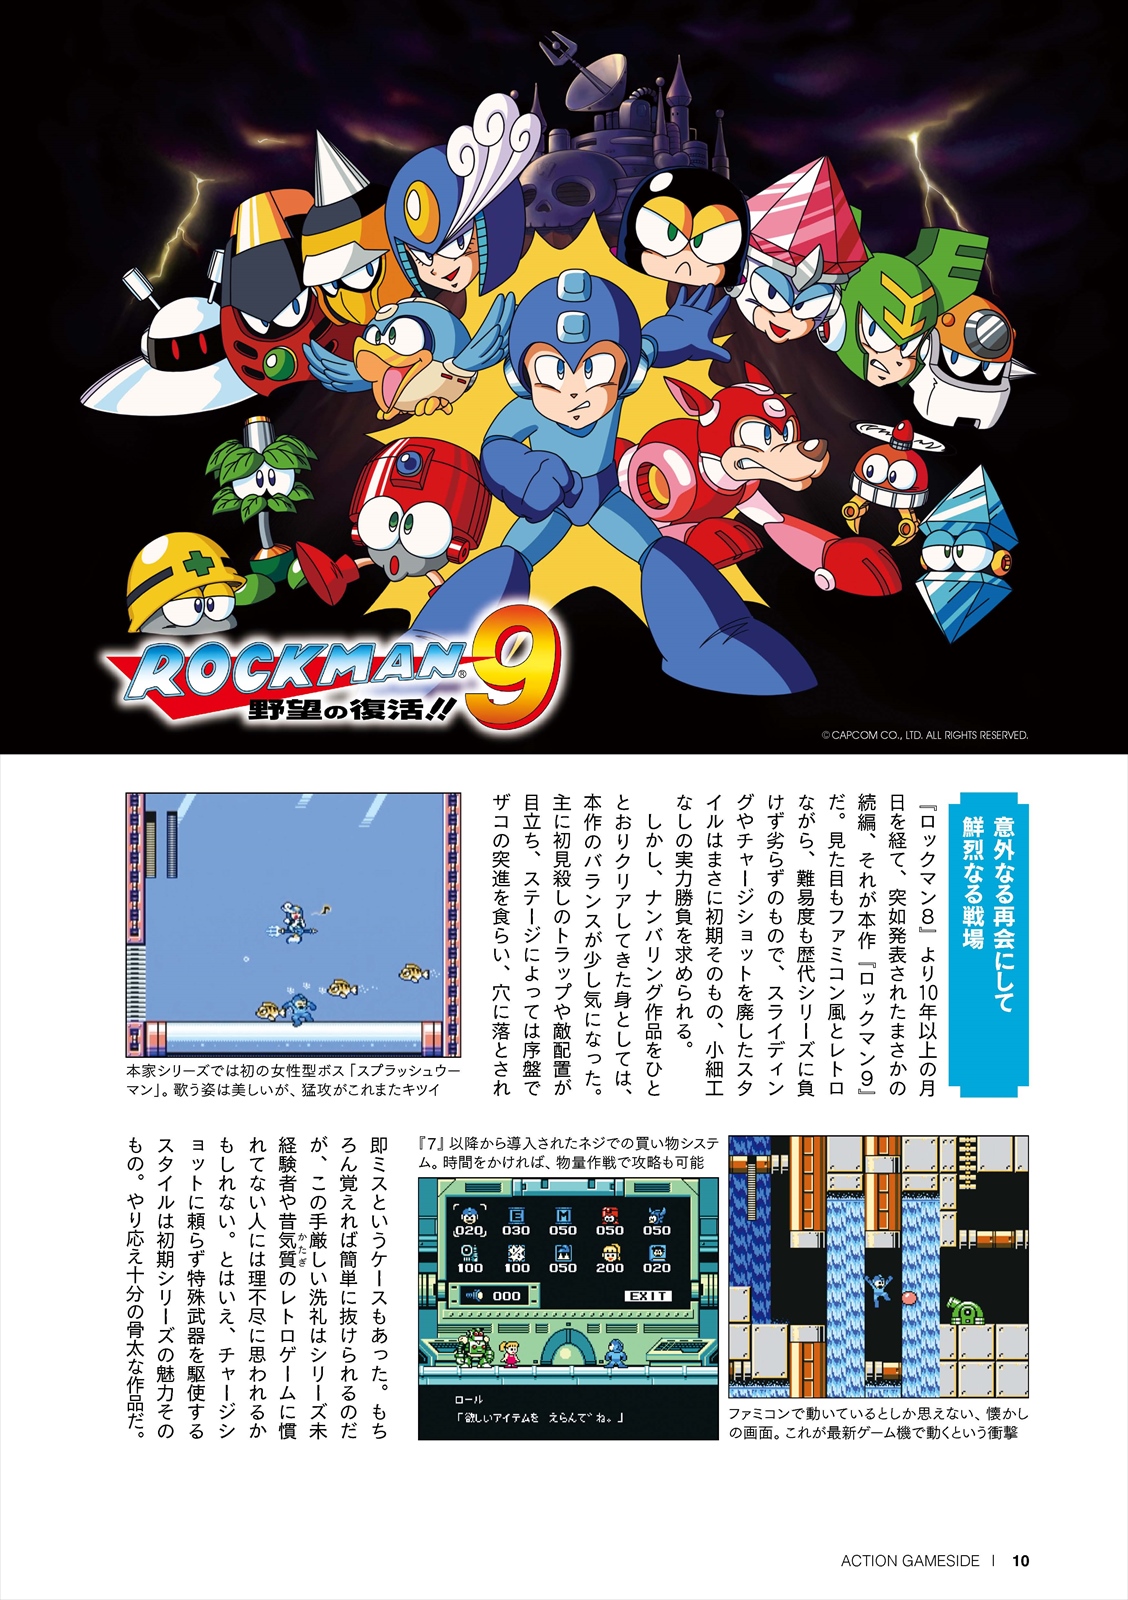 ROCKMAN® 9
野望の復活!!
© CAPCOM CO., LTD. ALL RIGHTS RESERVED.
意外なる再会にして
鮮烈なる戦場
『ロックマン8』より10年以上の月
日を経て、突如発表されたまさかの
続編、それが本作『ロックマン9』
だ。見た目もファミコン風とレトロ
ながら、難易度も歴代シリーズに負
けず劣らずのもので、スライディン
グやチャージショットを廃したスタ
イルはまさに初期そのもの、小細工
なしの実力勝負を求められる。
しかし、ナンバリング作品をひと
とおりクリアしてきた身としては、
本作のバランスが少し気になった。
主に初見殺しのトラップや敵配置が
目立ち、ステージによっては序盤で
ザコの突進を食らい、穴に落とされ
本家シリーズでは初の女性型ボス「スプラッシュウー
マン」。歌う姿は美しいが、猛攻がこれまたキツイ
即ミスというケースもあった。もち
ろん覚えれば簡単に抜けられるのだ
が、この手厳しい洗礼はシリーズ未
経験者や昔気質のレトロゲームに慣
かたぎ
れてない人には理不尽に思われるか
もしれない。とはいえ、チャージシ
ョットに頼らず特殊武器を駆使する
スタイルは初期シリーズの魅力その
もの。やり応え十分の骨太な作品だ。
『7』以降から導入されたネジでの買い物システ
ム。時間をかければ、物量作戦で攻略も可能
E M
020 030 050 050 050
100 100 050 200 020
000 EXIT
ロール
「欲しいアイテムを えらんでね。」
ファミコンで動いているとしか思えない、懐かし
の画面。これが最新ゲーム機で動くという衝撃
ACTION GAMESIDE | 10